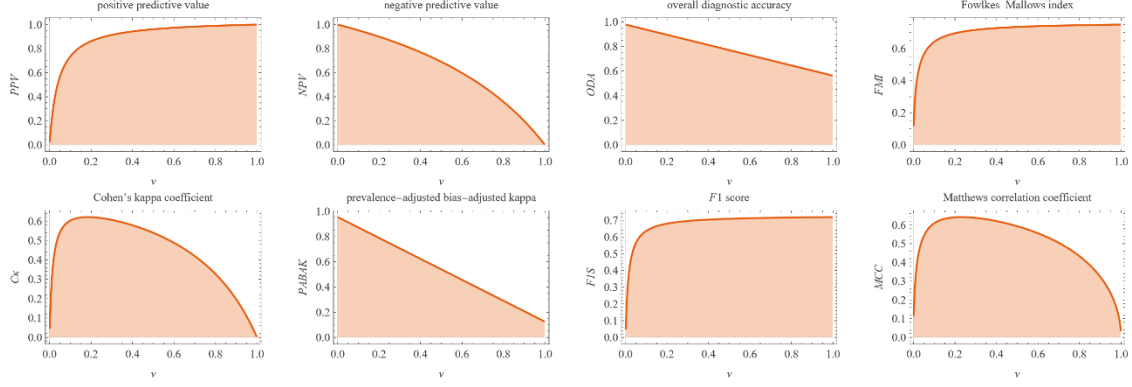 positive predictive value
1.0
0.8
0.6
0.4
0.2
0.0
PPV
0.0 0.2 0.4 0.6 0.8 1.0
v
negative predictive value
1.0
0.8
0.6
0.4
0.2
0.0
NPV
0.0 0.2 0.4 0.6 0.8 1.0
v
overall diagnostic accuracy
1.0
0.8
0.6
0.4
0.2
0.0
ODA
0.0 0.2 0.4 0.6 0.8 1.0
v
Fowlkes Mallows index
0.6
0.4
0.2
0.0
FMI
0.0 0.2 0.4 0.6 0.8 1.0
v
Cohen's kappa coefficient
0.6
0.5
0.4
0.3
0.2
0.1
0.0
Cκ
0.0 0.2 0.4 0.6 0.8 1.0
v
prevalence−adjusted bias−adjusted kappa
1.0
0.8
0.6
0.4
0.2
0.0
PABAK
0.0 0.2 0.4 0.6 0.8 1.0
v
F1 score
0.7
0.6
0.5
0.4
0.3
0.2
0.1
0.0
F1S
0.0 0.2 0.4 0.6 0.8 1.0
v
Matthews correlation coefficient
0.6
0.5
0.4
0.3
0.2
0.1
0.0
MCC
0.0 0.2 0.4 0.6 0.8 1.0
v